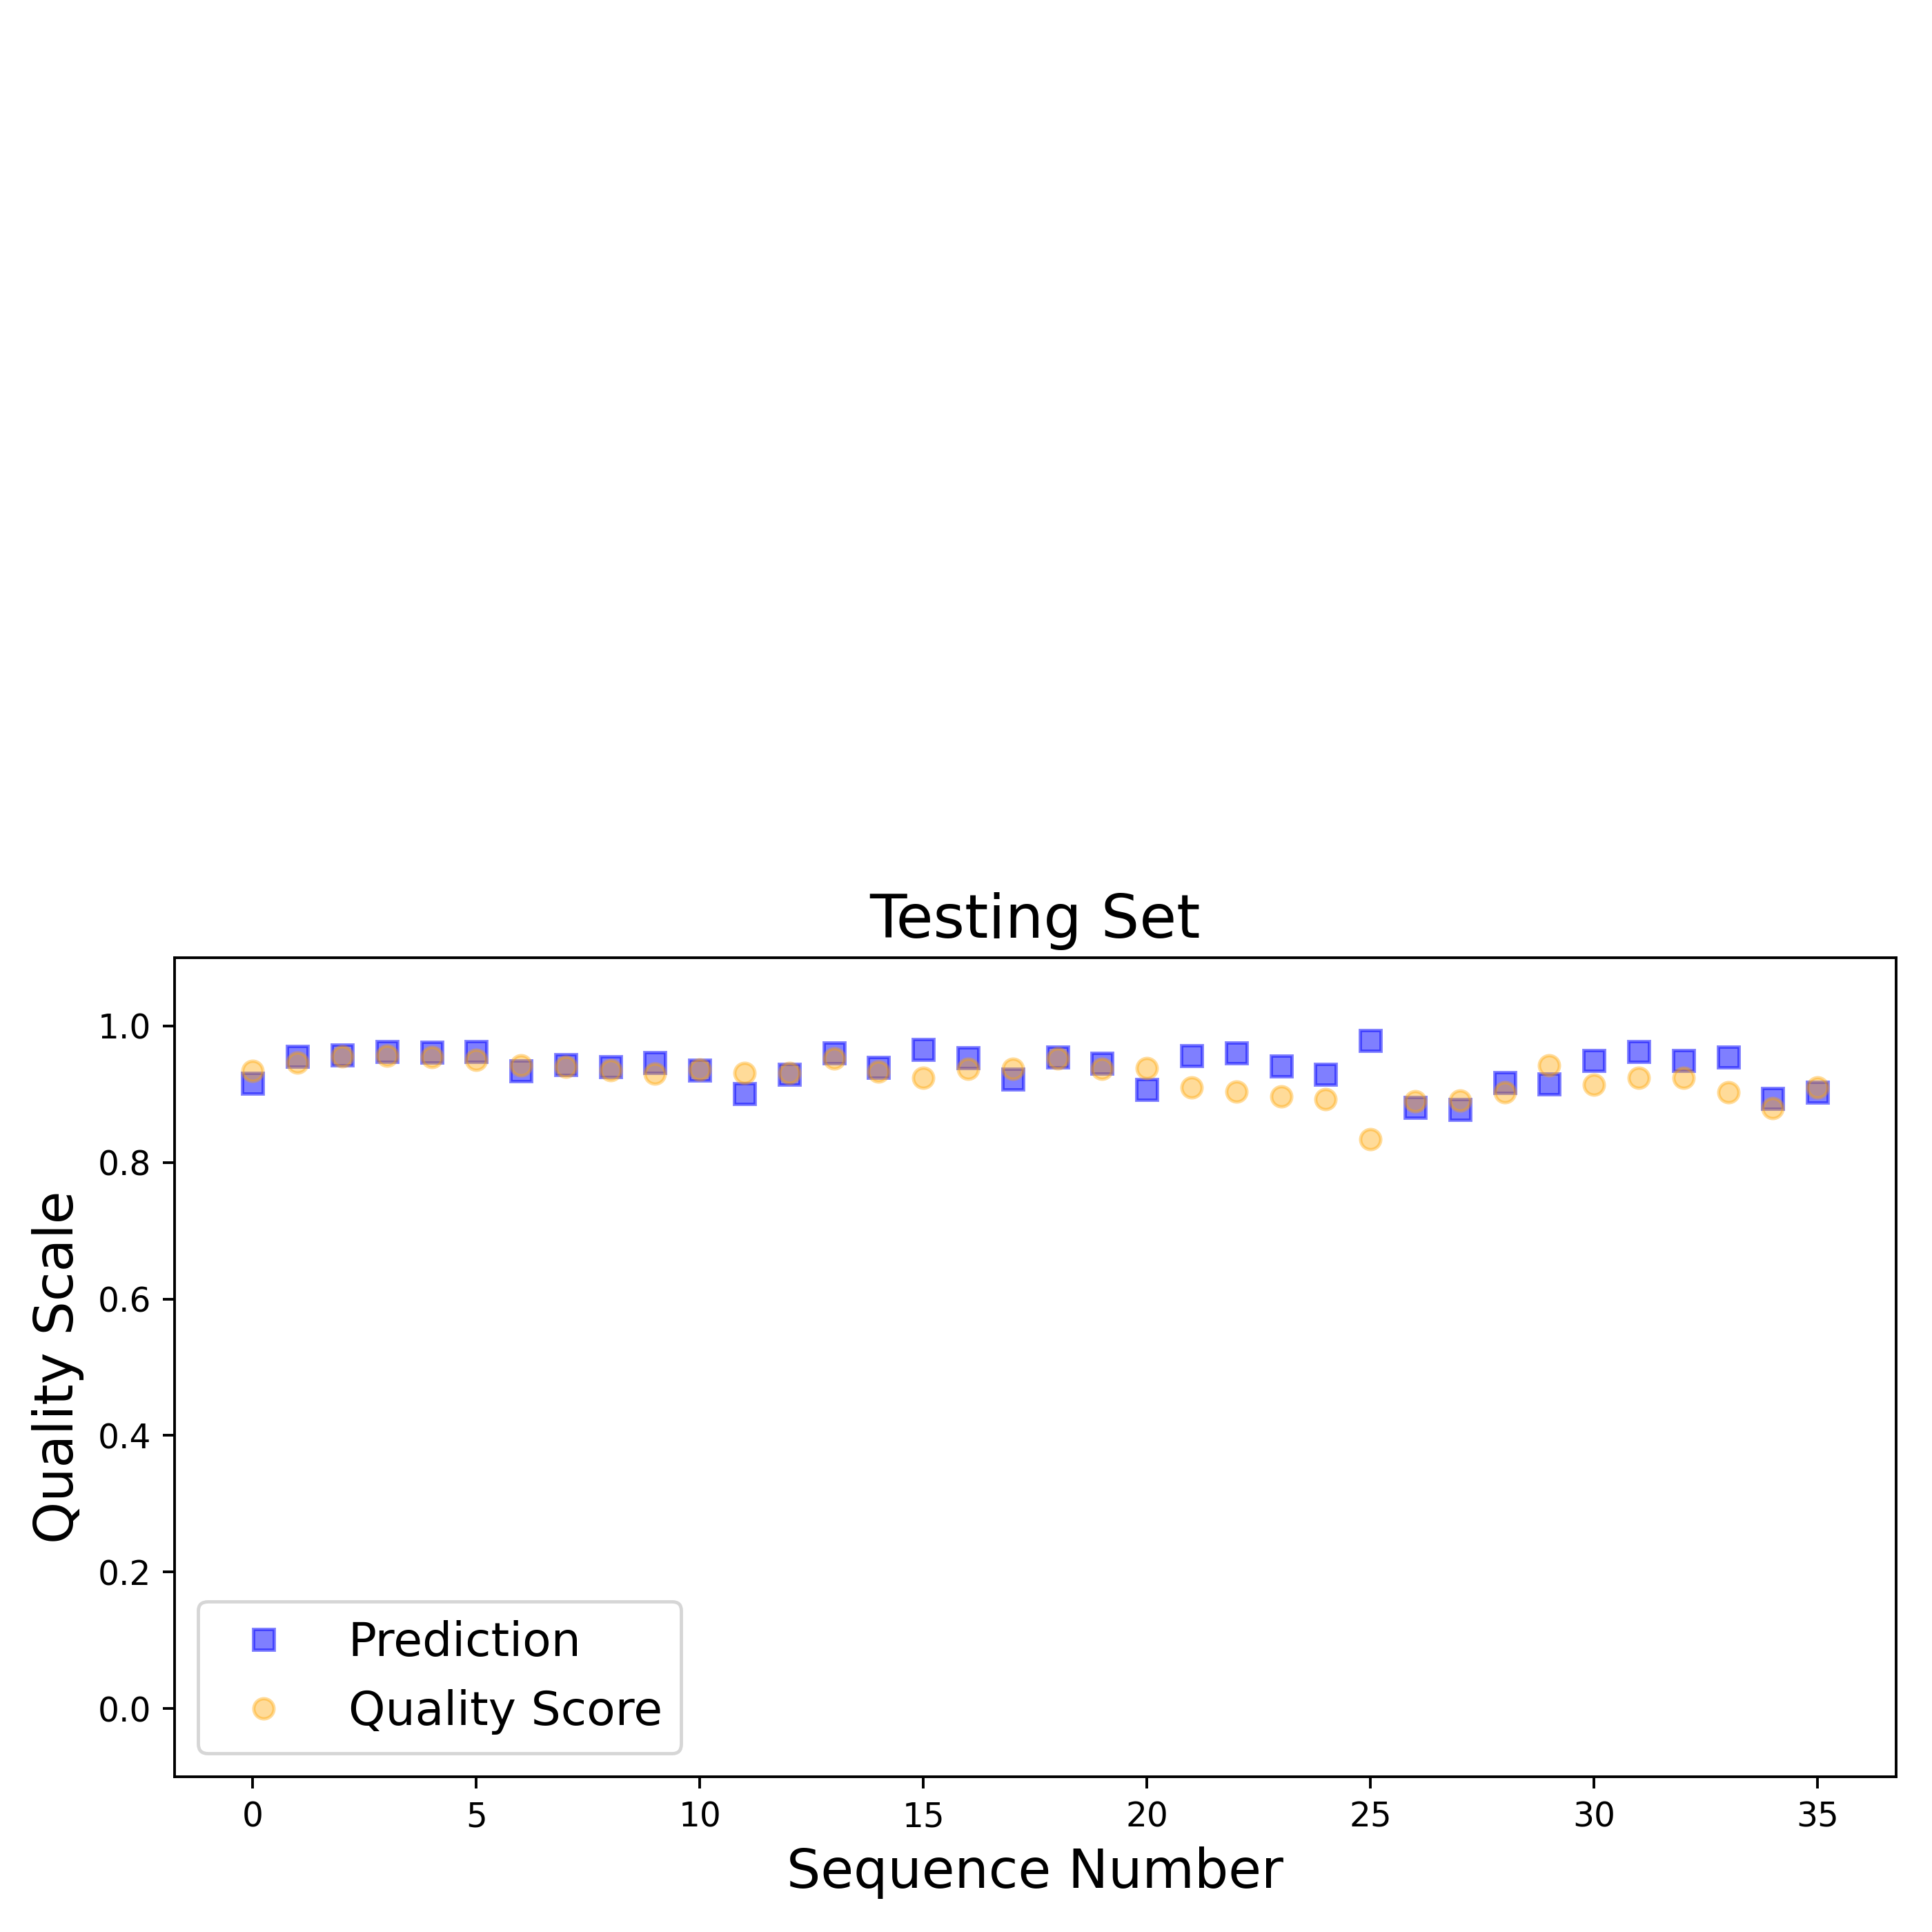 Testing Set
1.0
0.8
0.6
0.4
0.2
0.0
Quality Scale
Prediction
Quality Score
0 5 10 15 20 25 30 35
Sequence Number